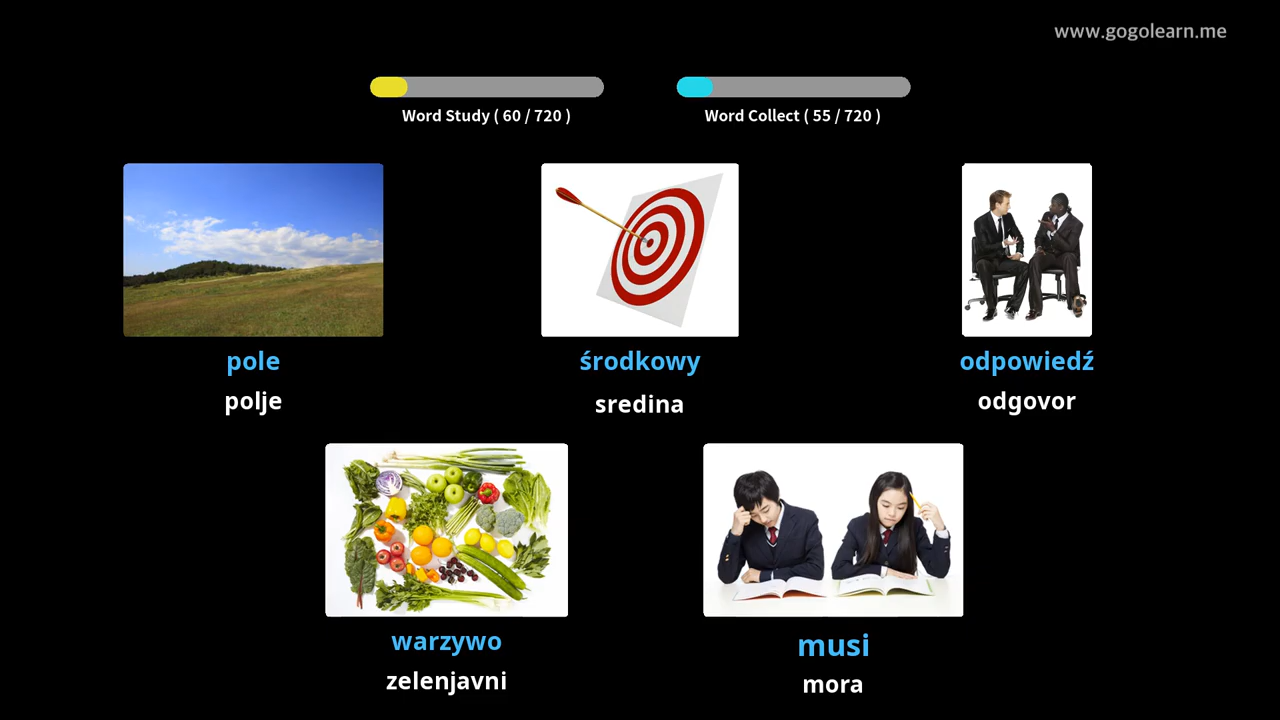 www.gogolearn.me
Word Study ( 60 / 720 )
Word Collect ( 55 / 720 )
pole
polje
środkowy
sredina
odpowiedź
odgovor
warzywo
zelenjavni
musi
mora